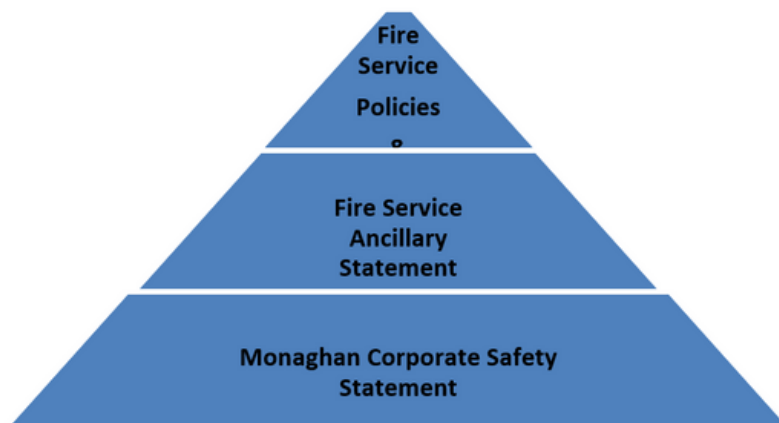 Fire
Service
Policies
&
Fire Service
Ancillary
Statement
Monaghan Corporate Safety
Statement